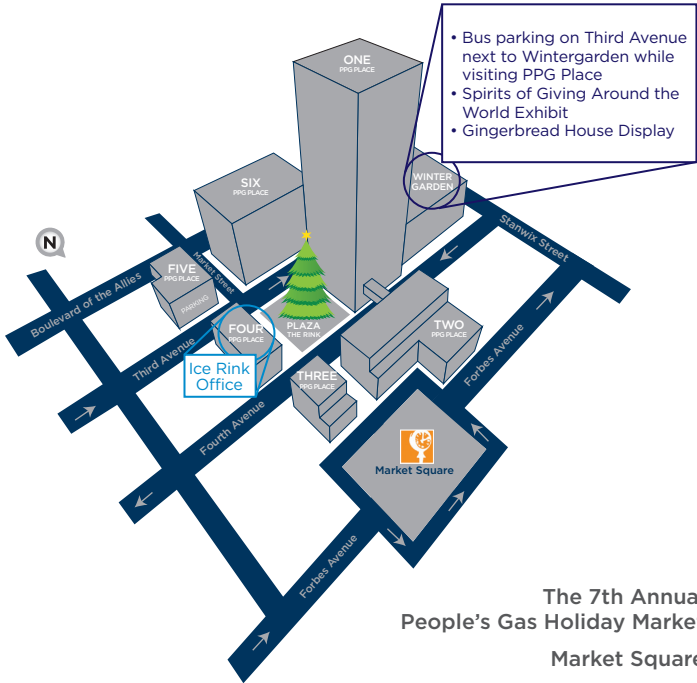 • Bus parking on Third Avenue
next to Wintergarden while
visiting PPG Place
• Spirits of Giving Around the
World Exhibit
• Gingerbread House Display
ONE
PPG PLACE
WINTER
GARDEN
SIX
PPG PLACE
Stanwix Street
N
Market Street
FIVE
PPG PLACE
PARKING
Boulevard of the Allies
FOUR
PPG PLACE
PLAZA
THE RINK
TWO
PPG PLACE
Third Avenue
Ice Rink
Office
THREE
PPG PLACE
Forbes Avenue
Fourth Avenue
Market Square
Forbes Avenue
The 7th Annua
People's Gas Holiday Market
Market Square